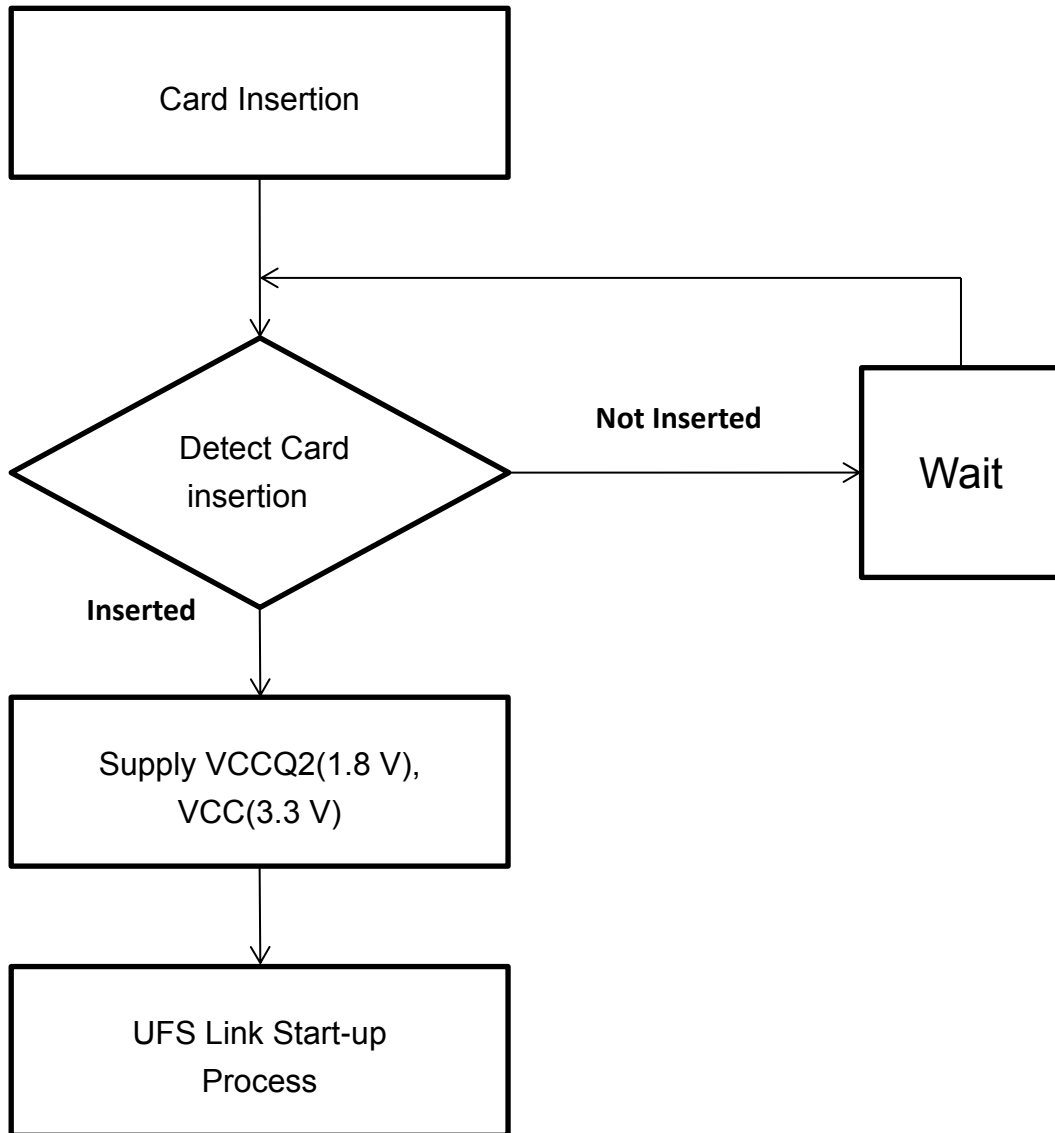 Card Insertion
Detect Card
insertion
Not Inserted
Wait
Inserted
Supply VCCQ2(1.8 V),
VCC(3.3 V)
UFS Link Start-up
Process